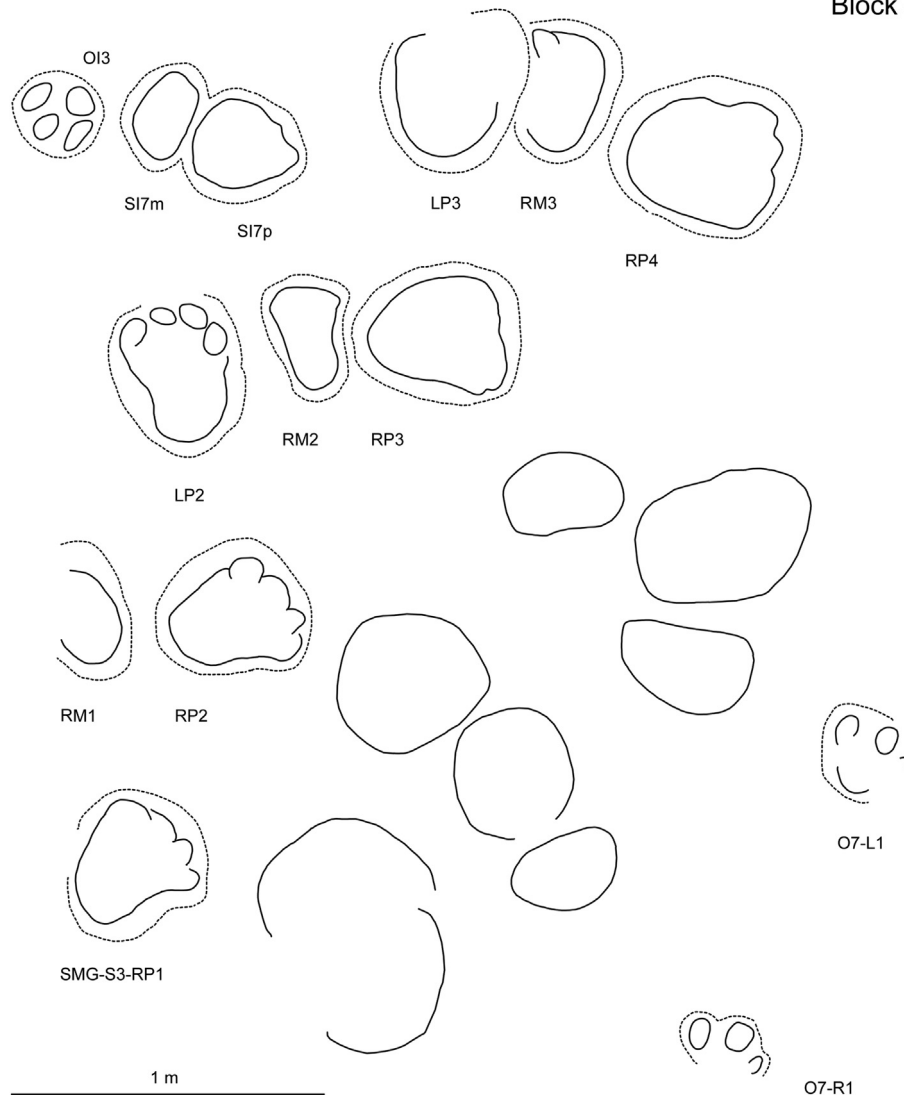 Block
OI3
SI7m
SI7p
LP3
RM3
RP4
RM2
RP3
LP2
RM1
RP2
O7-L1
SMG-S3-RP1
1 m
O7-R1